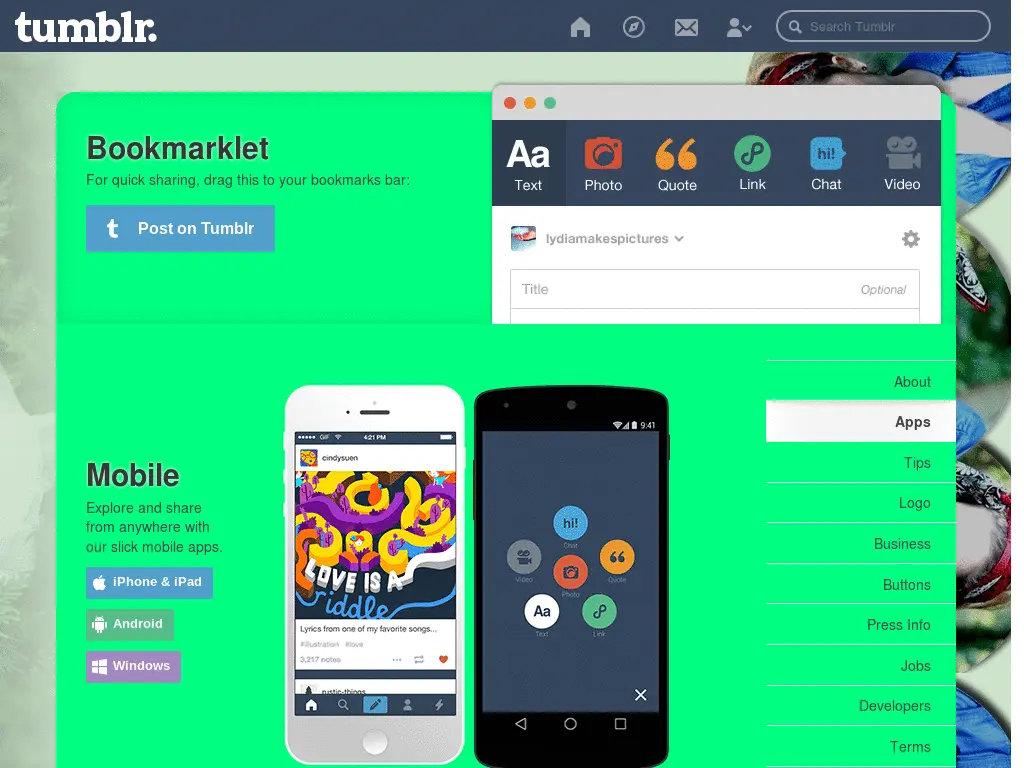 tumblr.
Search Tumblr
Bookmarklet
For quick sharing, drag this to your bookmarks bar:
t Post on Tumblr
Aa
Text
Photo
Quote
Link
hi!
Chat
Video
lydiamakespictures
Title
Optional
Mobile
Explore and share
from anywhere with
our slick mobile apps.
iPhone & iPad
Android
Windows
GIF 4:21 PM
cindysuen
LOVE IS A
riddle
Lyrics from one of my favorite songs...
#illustration #love
3,217 notes
rustic-things
9:41
hi!
Chat
Video
Quote
Photo
Aa
Text
Link
About
Apps
Tips
Logo
Business
Buttons
Press Info
Jobs
Developers
Terms